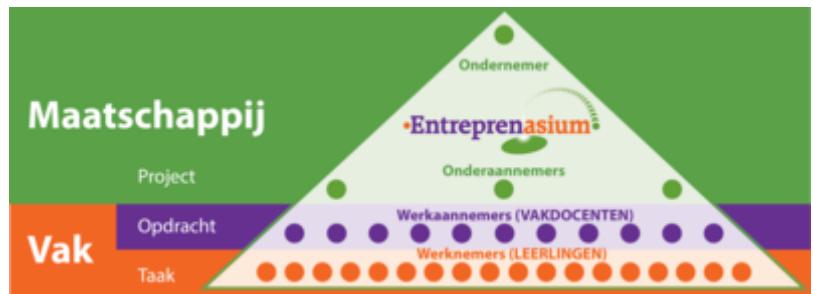 Ondernemer
Maatschappij
Entreprenasium
Project
Onderaannemers
Opdracht
Werkaannemers (VAKDOCENTEN)
Vak
Werknemers (LEERLINGEN)
Taak